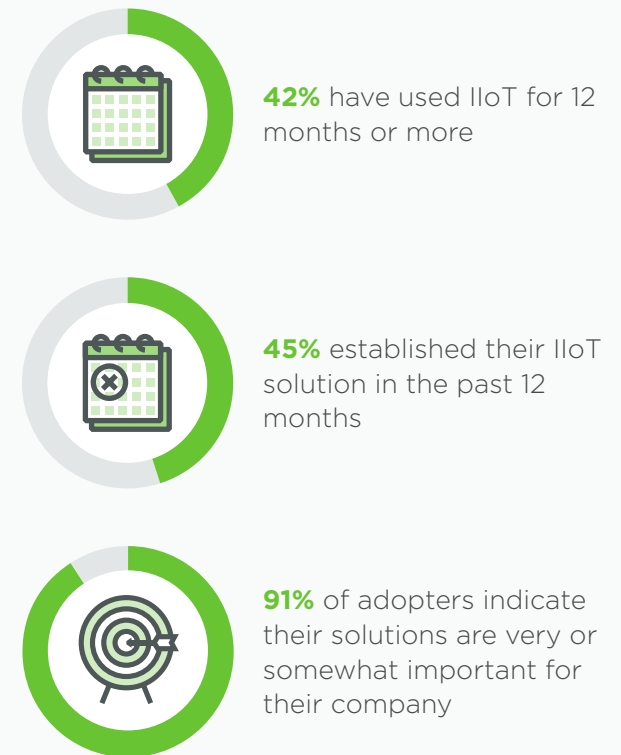 42% have used IIoT for 12
months or more
45% established their IIoT
solution in the past 12
months
91% of adopters indicate
their solutions are very or
somewhat important for
their company